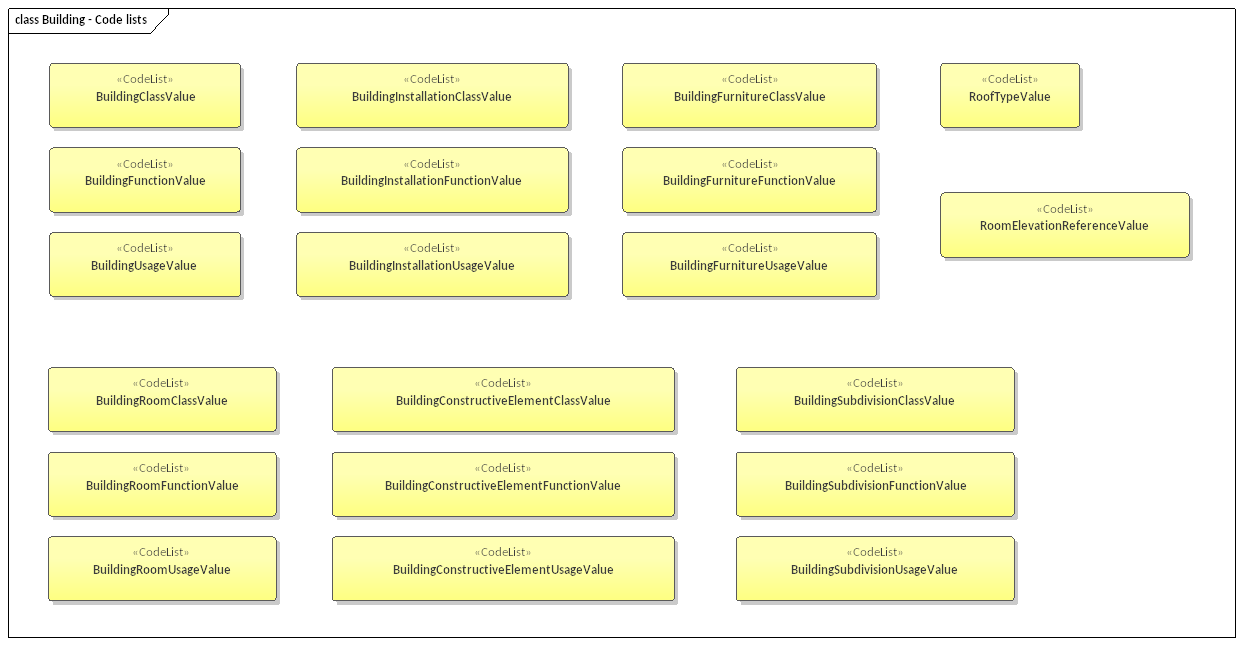 class Building - Code lists
«CodeList»
BuildingClassValue
«CodeList»
BuildingInstallationClassValue
«CodeList»
BuildingFurnitureClassValue
«CodeList»
RoofTypeValue
«CodeList»
BuildingFunctionValue
«CodeList»
BuildingInstallationFunctionValue
«CodeList»
BuildingFurnitureFunctionValue
«CodeList»
RoomElevationReferenceValue
«CodeList»
BuildingUsageValue
«CodeList»
BuildingInstallationUsageValue
«CodeList»
BuildingFurnitureUsageValue
«CodeList»
BuildingRoomClassValue
«CodeList»
BuildingConstructiveElementClassValue
«CodeList»
BuildingSubdivisionClassValue
«CodeList»
BuildingRoomFunctionValue
«CodeList»
BuildingConstructiveElementFunctionValue
«CodeList»
BuildingSubdivisionFunctionValue
«CodeList»
BuildingRoomUsageValue
«CodeList»
BuildingConstructiveElementUsageValue
«CodeList»
BuildingSubdivisionUsageValue